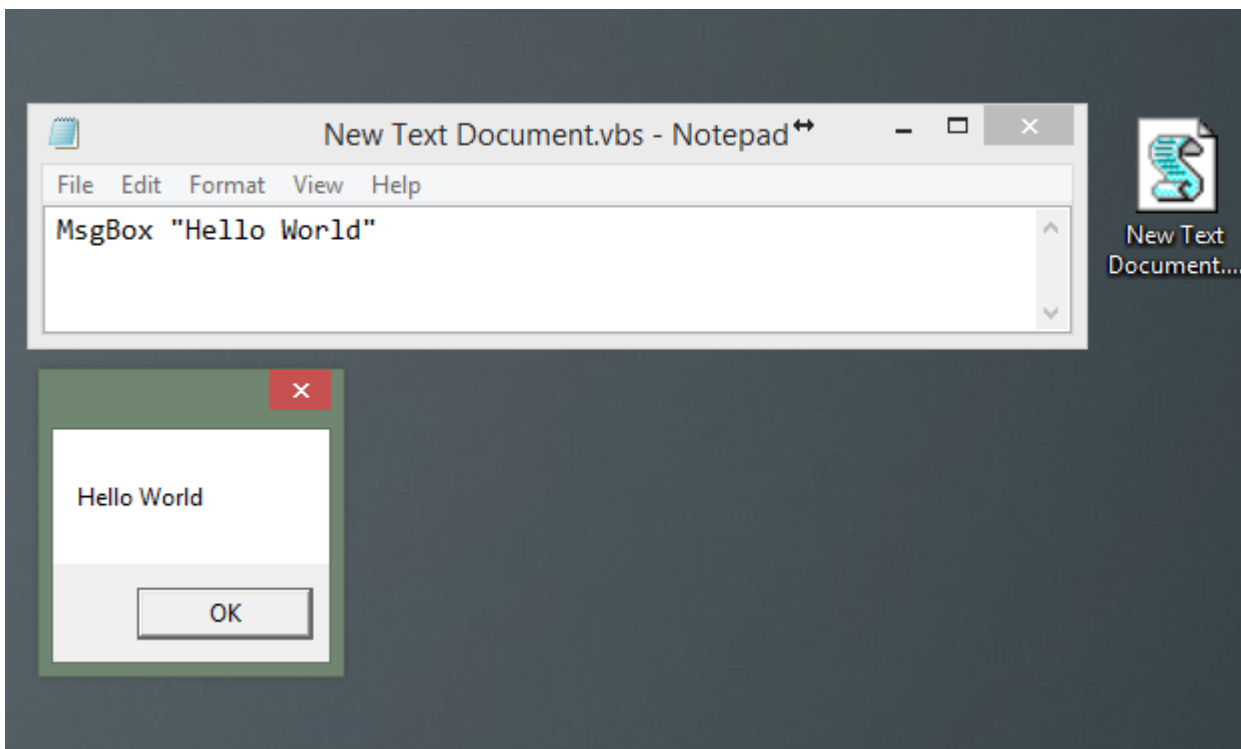 New Text Document.vbs - Notepad
File Edit Format View Help
MsgBox "Hello World"
New Text
Document....
Hello World
OK